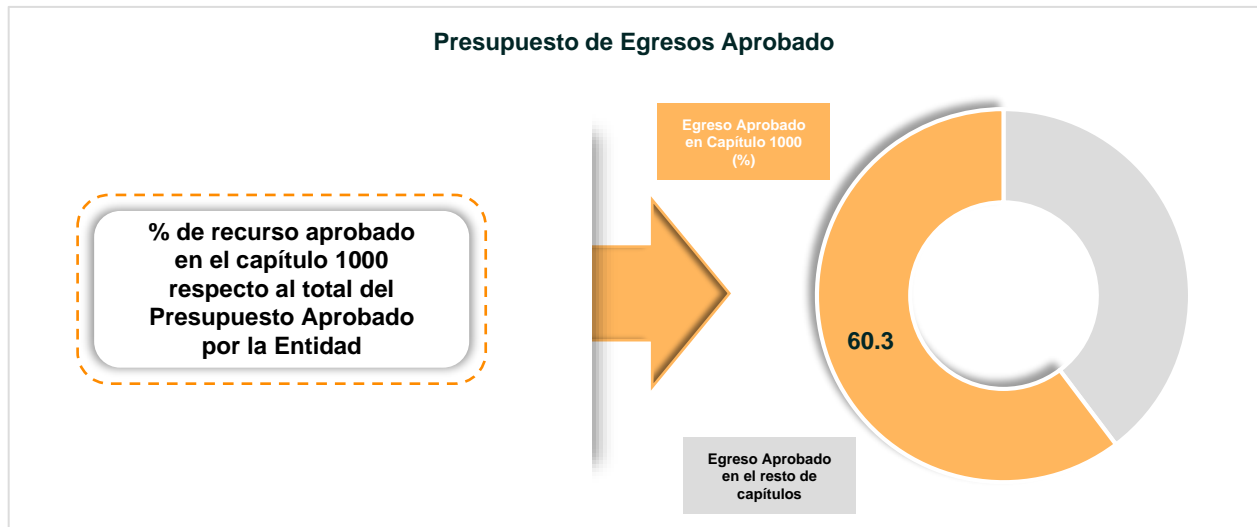 Presupuesto de Egresos Aprobado
Egreso Aprobado
en Capítulo 1000
(%)
% de recurso aprobado
en el capítulo 1000
respecto al total del
Presupuesto Aprobado
por la Entidad
60.3
Egreso Aprobado
en el resto de
capítulos